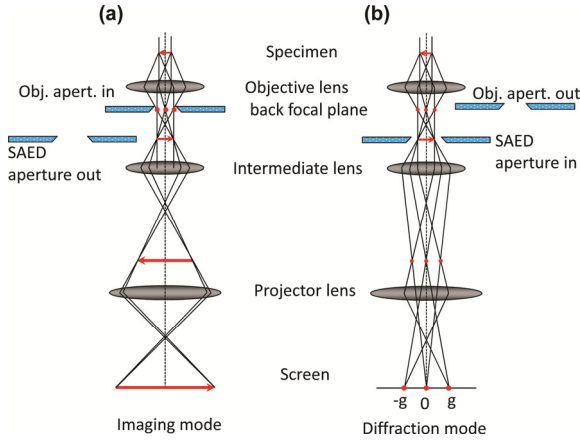 (a)
(b)
Specimen
Obj. apert. in
Objective lens
back focal plane
Obj. apert. out
SAED
aperture out
SAED
aperture in
Intermediate lens
Projector lens
Screen
-g 0 g
Imaging mode
Diffraction mode